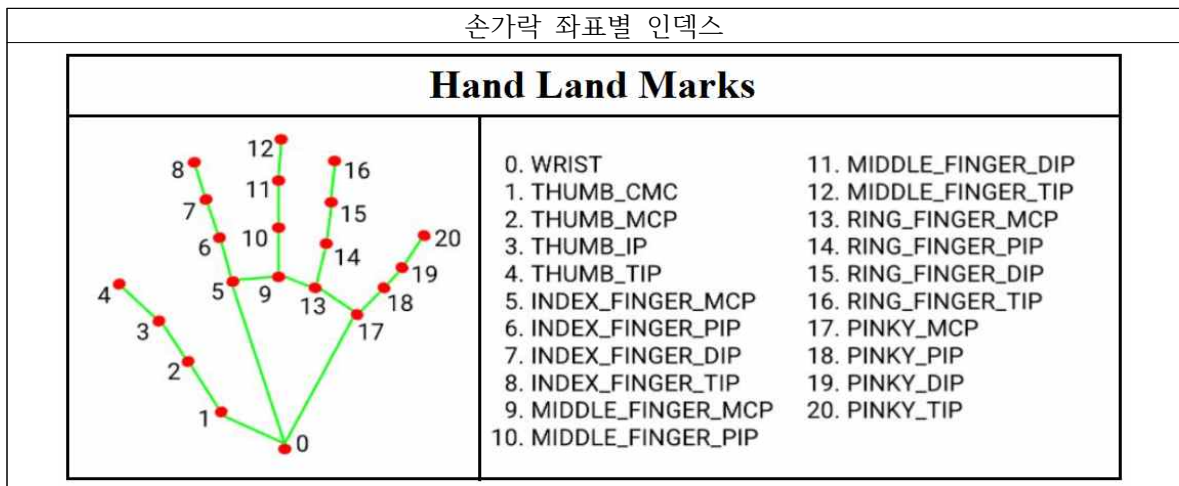 손가락 좌표별 인덱스
Hand Land Marks
12
8
16
11
7
15
20
6
10
14
19
4
5
9
13
18
3
17
2
1
0
0. WRIST
1. THUMB_CMC
2. THUMB_MCP
3. THUMB_IP
4. THUMB_TIP
5. INDEX_FINGER_MCP
6. INDEX_FINGER_PIP
7. INDEX_FINGER_DIP
8. INDEX_FINGER_TIP
9. MIDDLE_FINGER_MCP
10. MIDDLE_FINGER_PIP
11. MIDDLE_FINGER_DIP
12. MIDDLE_FINGER_TIP
13. RING_FINGER_MCP
14. RING_FINGER_PIP
15. RING_FINGER_DIP
16. RING_FINGER_TIP
17. PINKY_MCP
18. PINKY_PIP
19. PINKY_DIP
20. PINKY_TIP